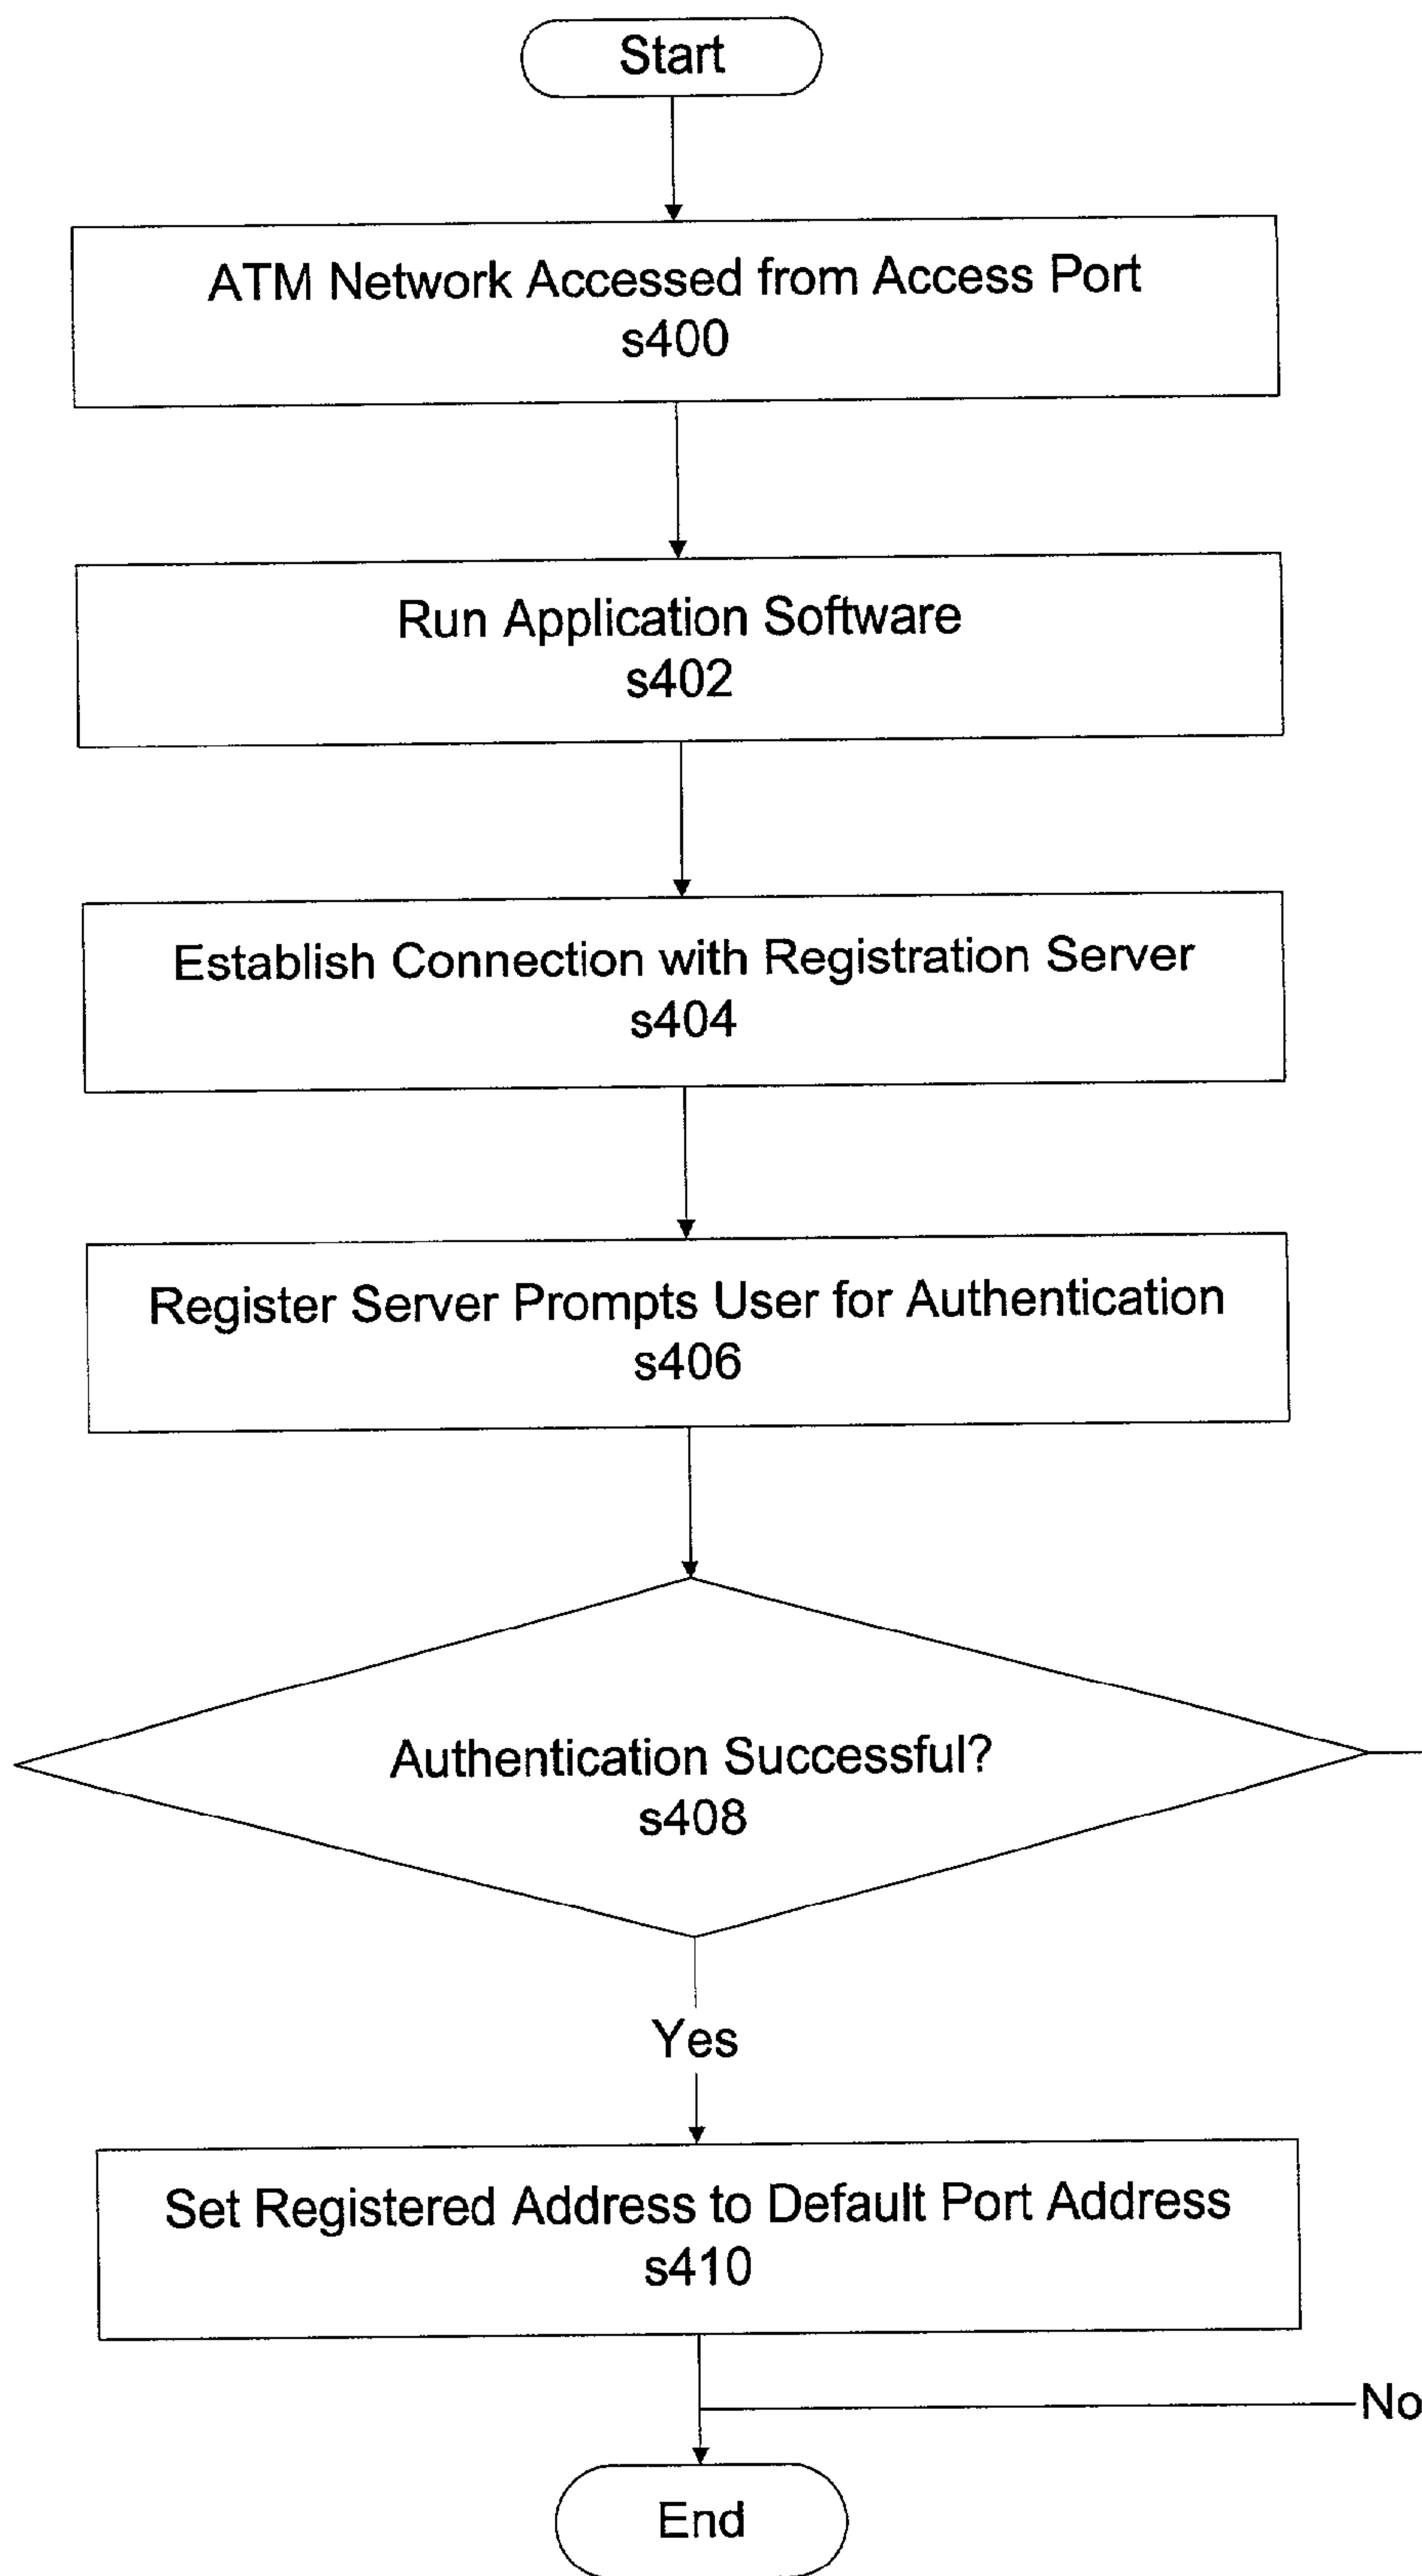 Start
ATM Network Accessed from Access Port
s400
Run Application Software
s402
Establish Connection with Registration Server
s404
Register Server Prompts User for Authentication
s406
Authentication Successful?
s408
Yes
Set Registered Address to Default Port Address
s410
No
End